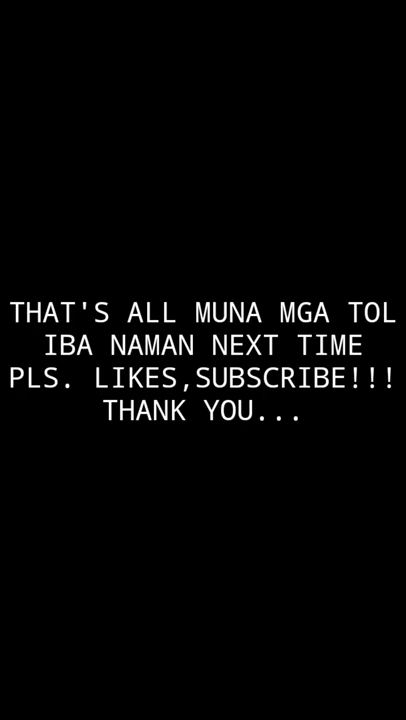 THAT'S ALL MUNA MGA TOL
IBA NAMAN NEXT TIME
PLS. LIKES,SUBSCRIBE!!!
THANK YOU...